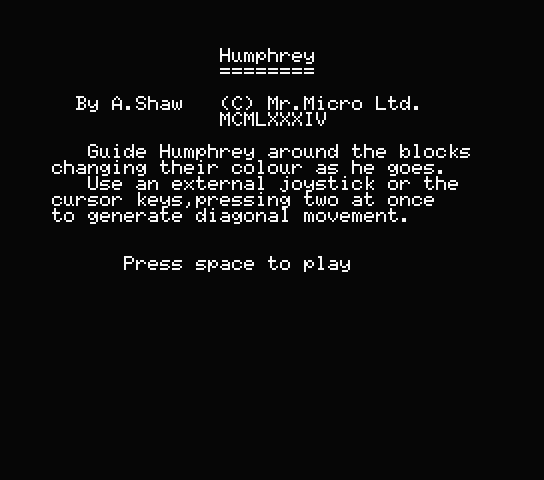 Humphrey
========
By A.Shaw (C) Mr.Micro Ltd.
MCMLXXXIV
Guide Humphrey around the blocks
changing their colour as he goes.
Use an external joystick or the
cursor keys,pressing two at once
to generate diagonal movement.
Press space to play